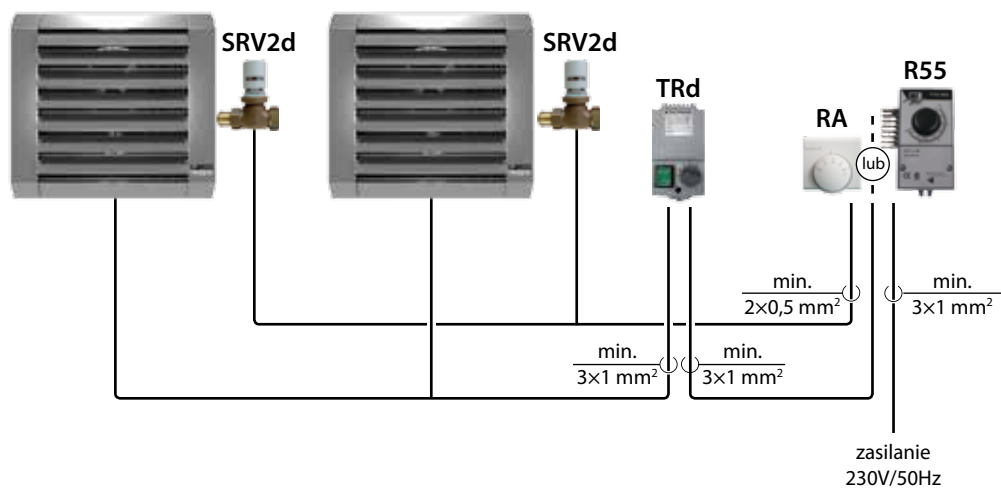 SRV2d
SRV2d
TRd
RA
R55
lub
min.
2×0,5 mm²
min.
3×1 mm²
min.
3×1 mm²
min.
3×1 mm²
zasilanie
230V/50Hz